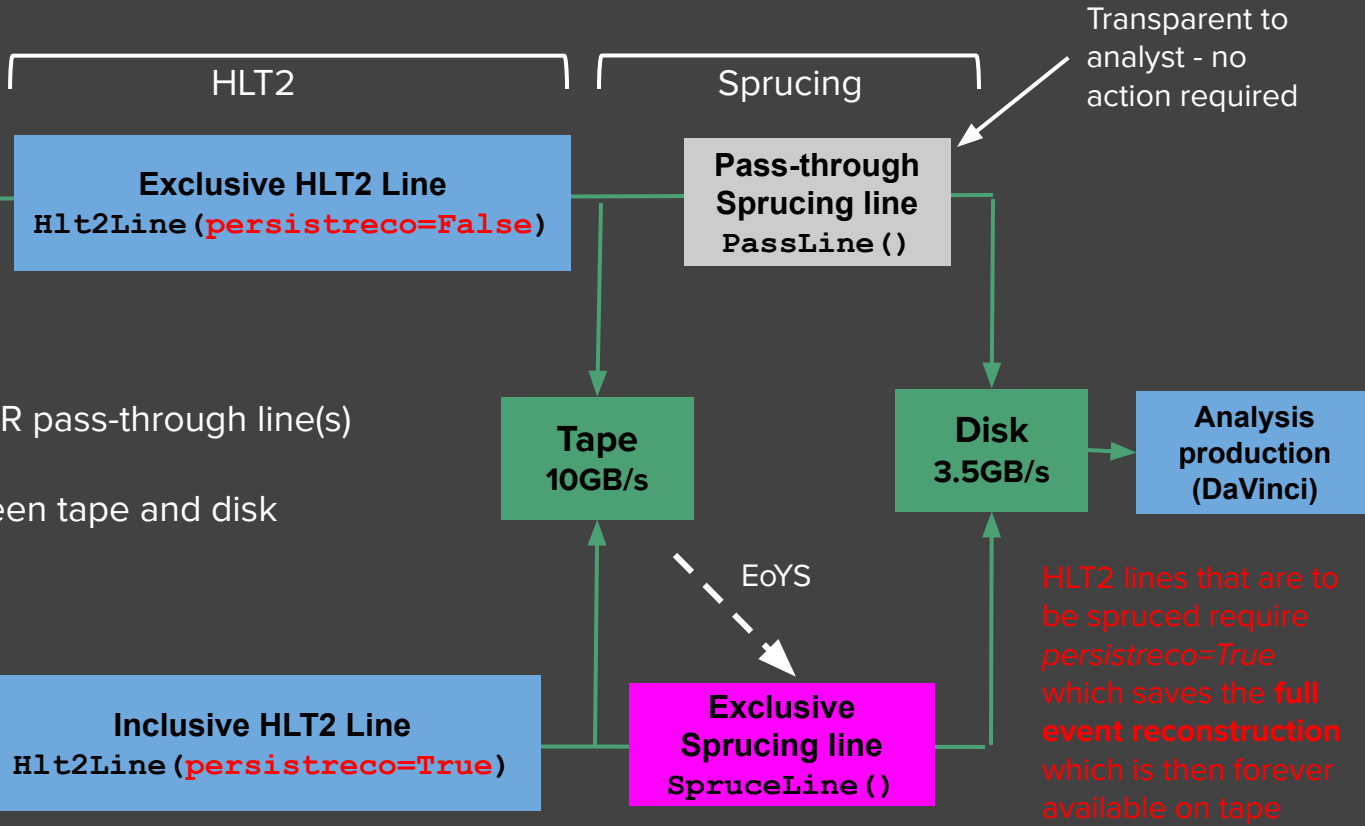 Transparent to
analyst - no
action required
HLT2
Sprucing
Exclusive HLT2 Line
Hlt2Line(persistreco=False)
Pass-through
Sprucing line
PassLine()
R pass-through line(s)
een tape and disk
Tape
10GB/s
Disk
3.5GB/s
Analysis
production
(DaVinci)
EoYS
HLT2 lines that are to
be spruced require
persistreco=True
which saves the full
event reconstruction
which is then forever
available on tape
Inclusive HLT2 Line
Hlt2Line(persistreco=True)
Exclusive
Sprucing line
SpruceLine()